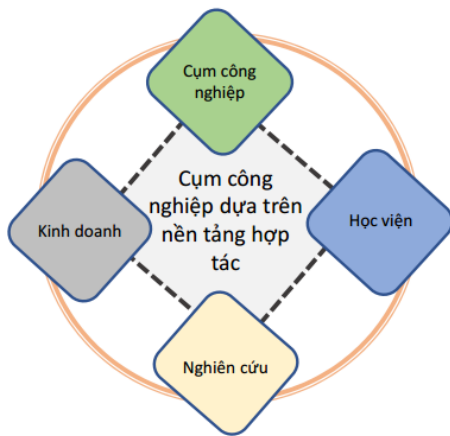 Cụm công
nghiệp
Cụm công
nghiệp dựa trên
nền tảng hợp
tác
Kinh doanh
Học viện
Nghiên cứu